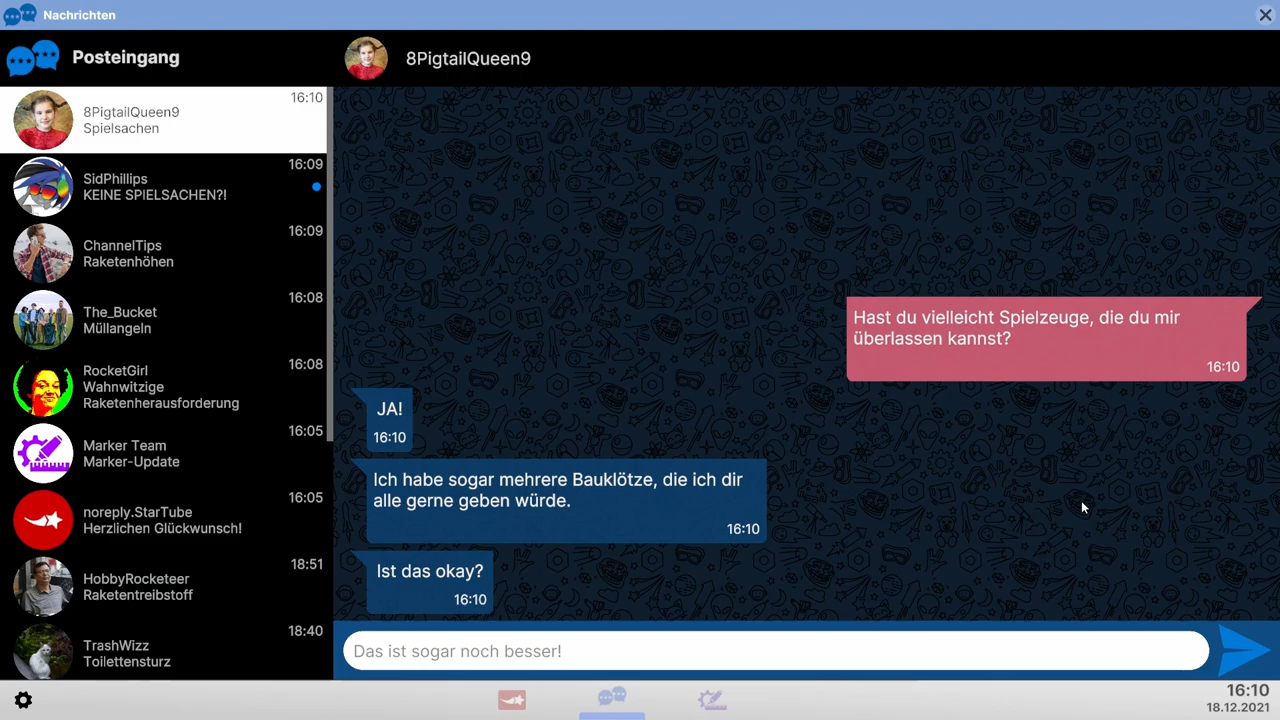 Nachrichten
Posteingang
8PigtailQueen9
16:10
8PigtailQueen9
Spielsachen
16:09
SidPhillips
KEINE SPIELSACHEN?!
16:09
ChannelTips
Raketenhöhen
16:08
The_Bucket
Müllangeln
16:08
RocketGirl
Wahnwitzige
Raketenherausforderung
16:05
Marker Team
Marker-Update
16:05
noreply.StarTube
Herzlichen Glückwunsch!
18:51
HobbyRocketeer
Raketentreibstoff
18:40
TrashWizz
Toilettensturz
Hast du vielleicht Spielzeuge, die du mir
überlassen kannst?
16:10
JA!
16:10
Ich habe sogar mehrere Bauklötze, die ich dir
alle gerne geben würde.
16:10
Ist das okay?
16:10
Das ist sogar noch besser!
16:10
18.12.2021